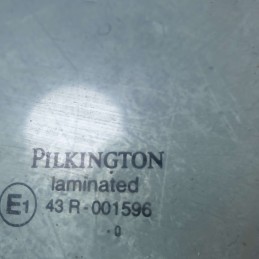 PILKINGTON
laminated
E1 43 R-001596
0